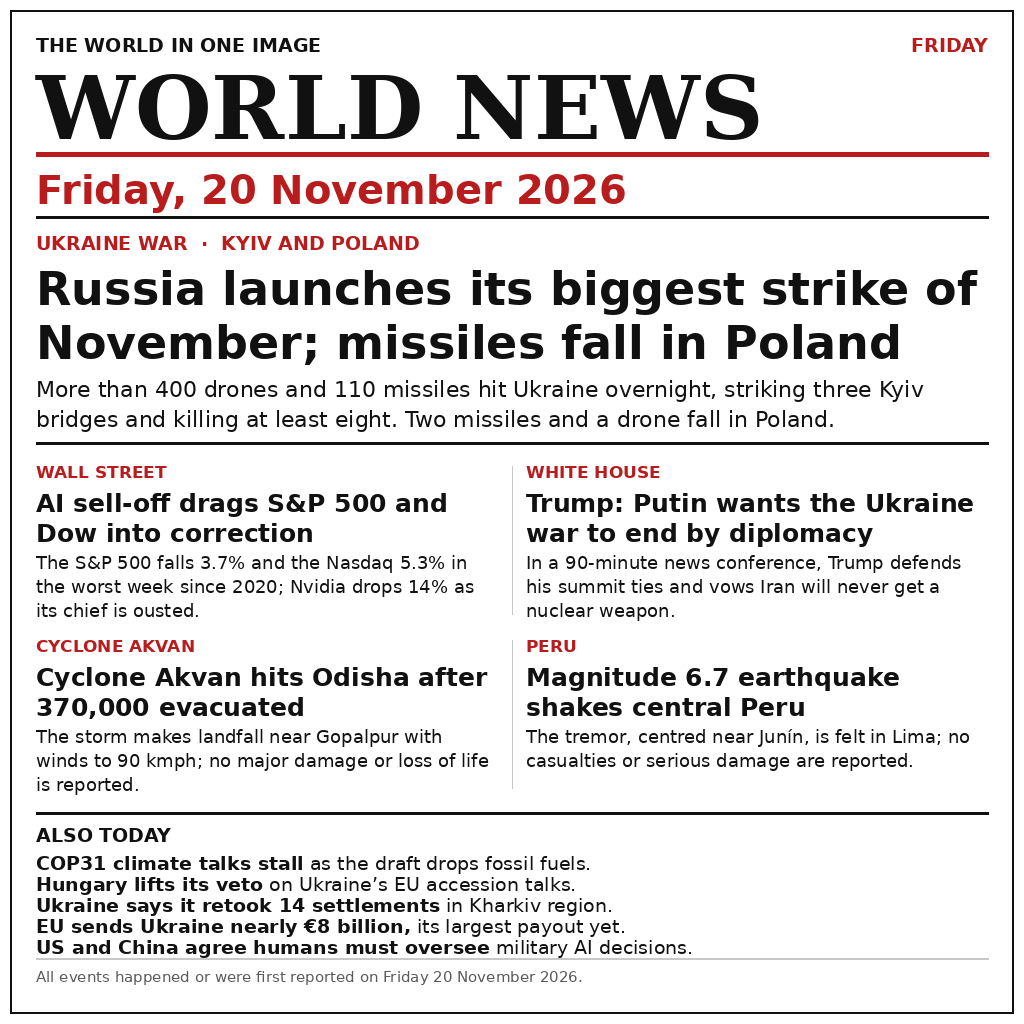 THE WORLD IN ONE IMAGE
FRIDAY
WORLD NEWS
Friday, 20 November 2026
UKRAINE WAR · KYIV AND POLAND
Russia launches its biggest strike of
November; missiles fall in Poland
More than 400 drones and 110 missiles hit Ukraine overnight, striking three Kyiv
bridges and killing at least eight. Two missiles and a drone fall in Poland.
WALL STREET
AI sell-off drags S&P 500 and
Dow into correction
The S&P 500 falls 3.7% and the Nasdaq 5.3% in
the worst week since 2020; Nvidia drops 14% as
its chief is ousted.
WHITE HOUSE
Trump: Putin wants the Ukraine
war to end by diplomacy
In a 90-minute news conference, Trump defends
his summit ties and vows Iran will never get a
nuclear weapon.
CYCLONE AKVAN
Cyclone Akvan hits Odisha after
370,000 evacuated
The storm makes landfall near Gopalpur with
winds to 90 kmph; no major damage or loss of life
is reported.
PERU
Magnitude 6.7 earthquake
shakes central Peru
The tremor, centred near Junín, is felt in Lima; no
casualties or serious damage are reported.
ALSO TODAY
COP31 climate talks stall as the draft drops fossil fuels.
Hungary lifts its veto on Ukraine’s EU accession talks.
Ukraine says it retook 14 settlements in Kharkiv region.
EU sends Ukraine nearly €8 billion, its largest payout yet.
US and China agree humans must oversee military AI decisions.
All events happened or were first reported on Friday 20 November 2026.